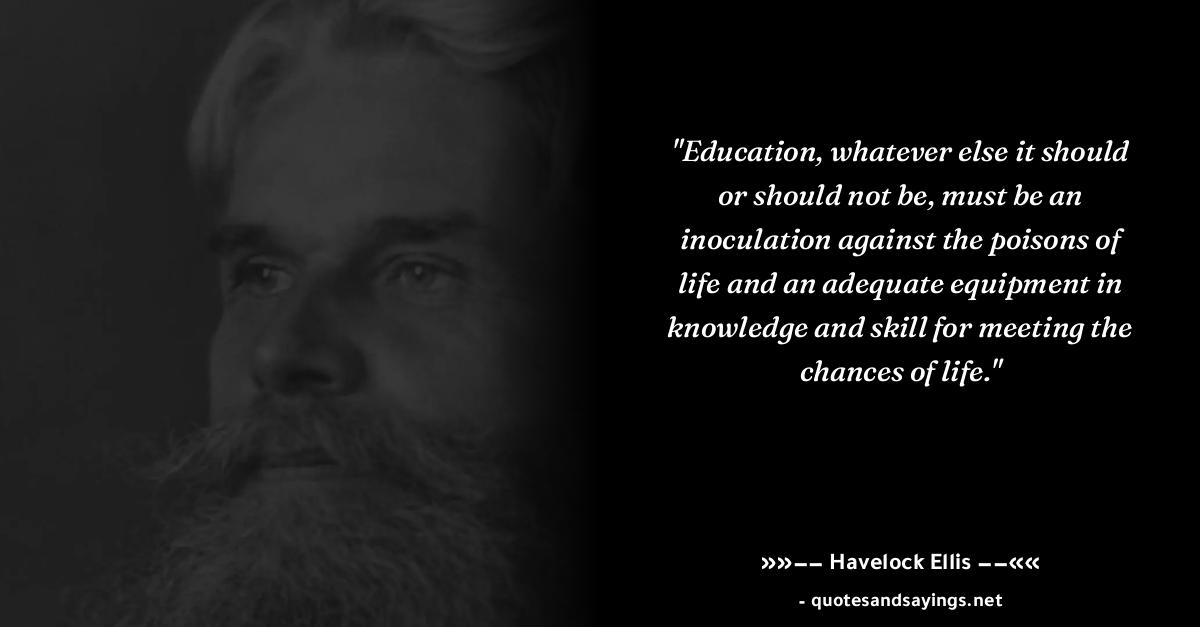 "Education, whatever else it should
or should not be, must be an
inoculation against the poisons of
life and an adequate equipment in
knowledge and skill for meeting the
chances of life."
»»−− Havelock Ellis −−««
- quotesandsayings.net